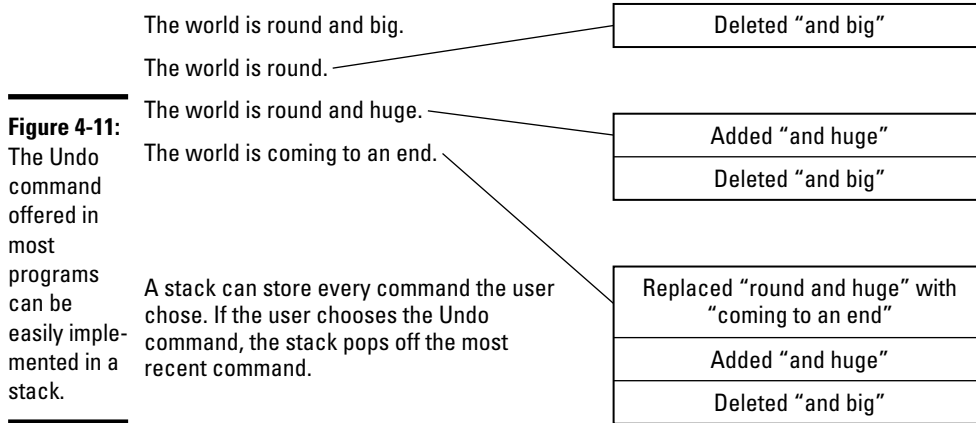 The world is round and big.
Deleted “and big”
The world is round.
The world is round and huge.
Added “and huge”
Deleted “and big”
The world is coming to an end.
Replaced “round and huge” with
“coming to an end”
Added “and huge”
Deleted “and big”
A stack can store every command the user
chose. If the user chooses the Undo
command, the stack pops off the most
recent command.
Figure 4-11:
The Undo
command
offered in
most
programs
can be
easily imple-
mented in a
stack.